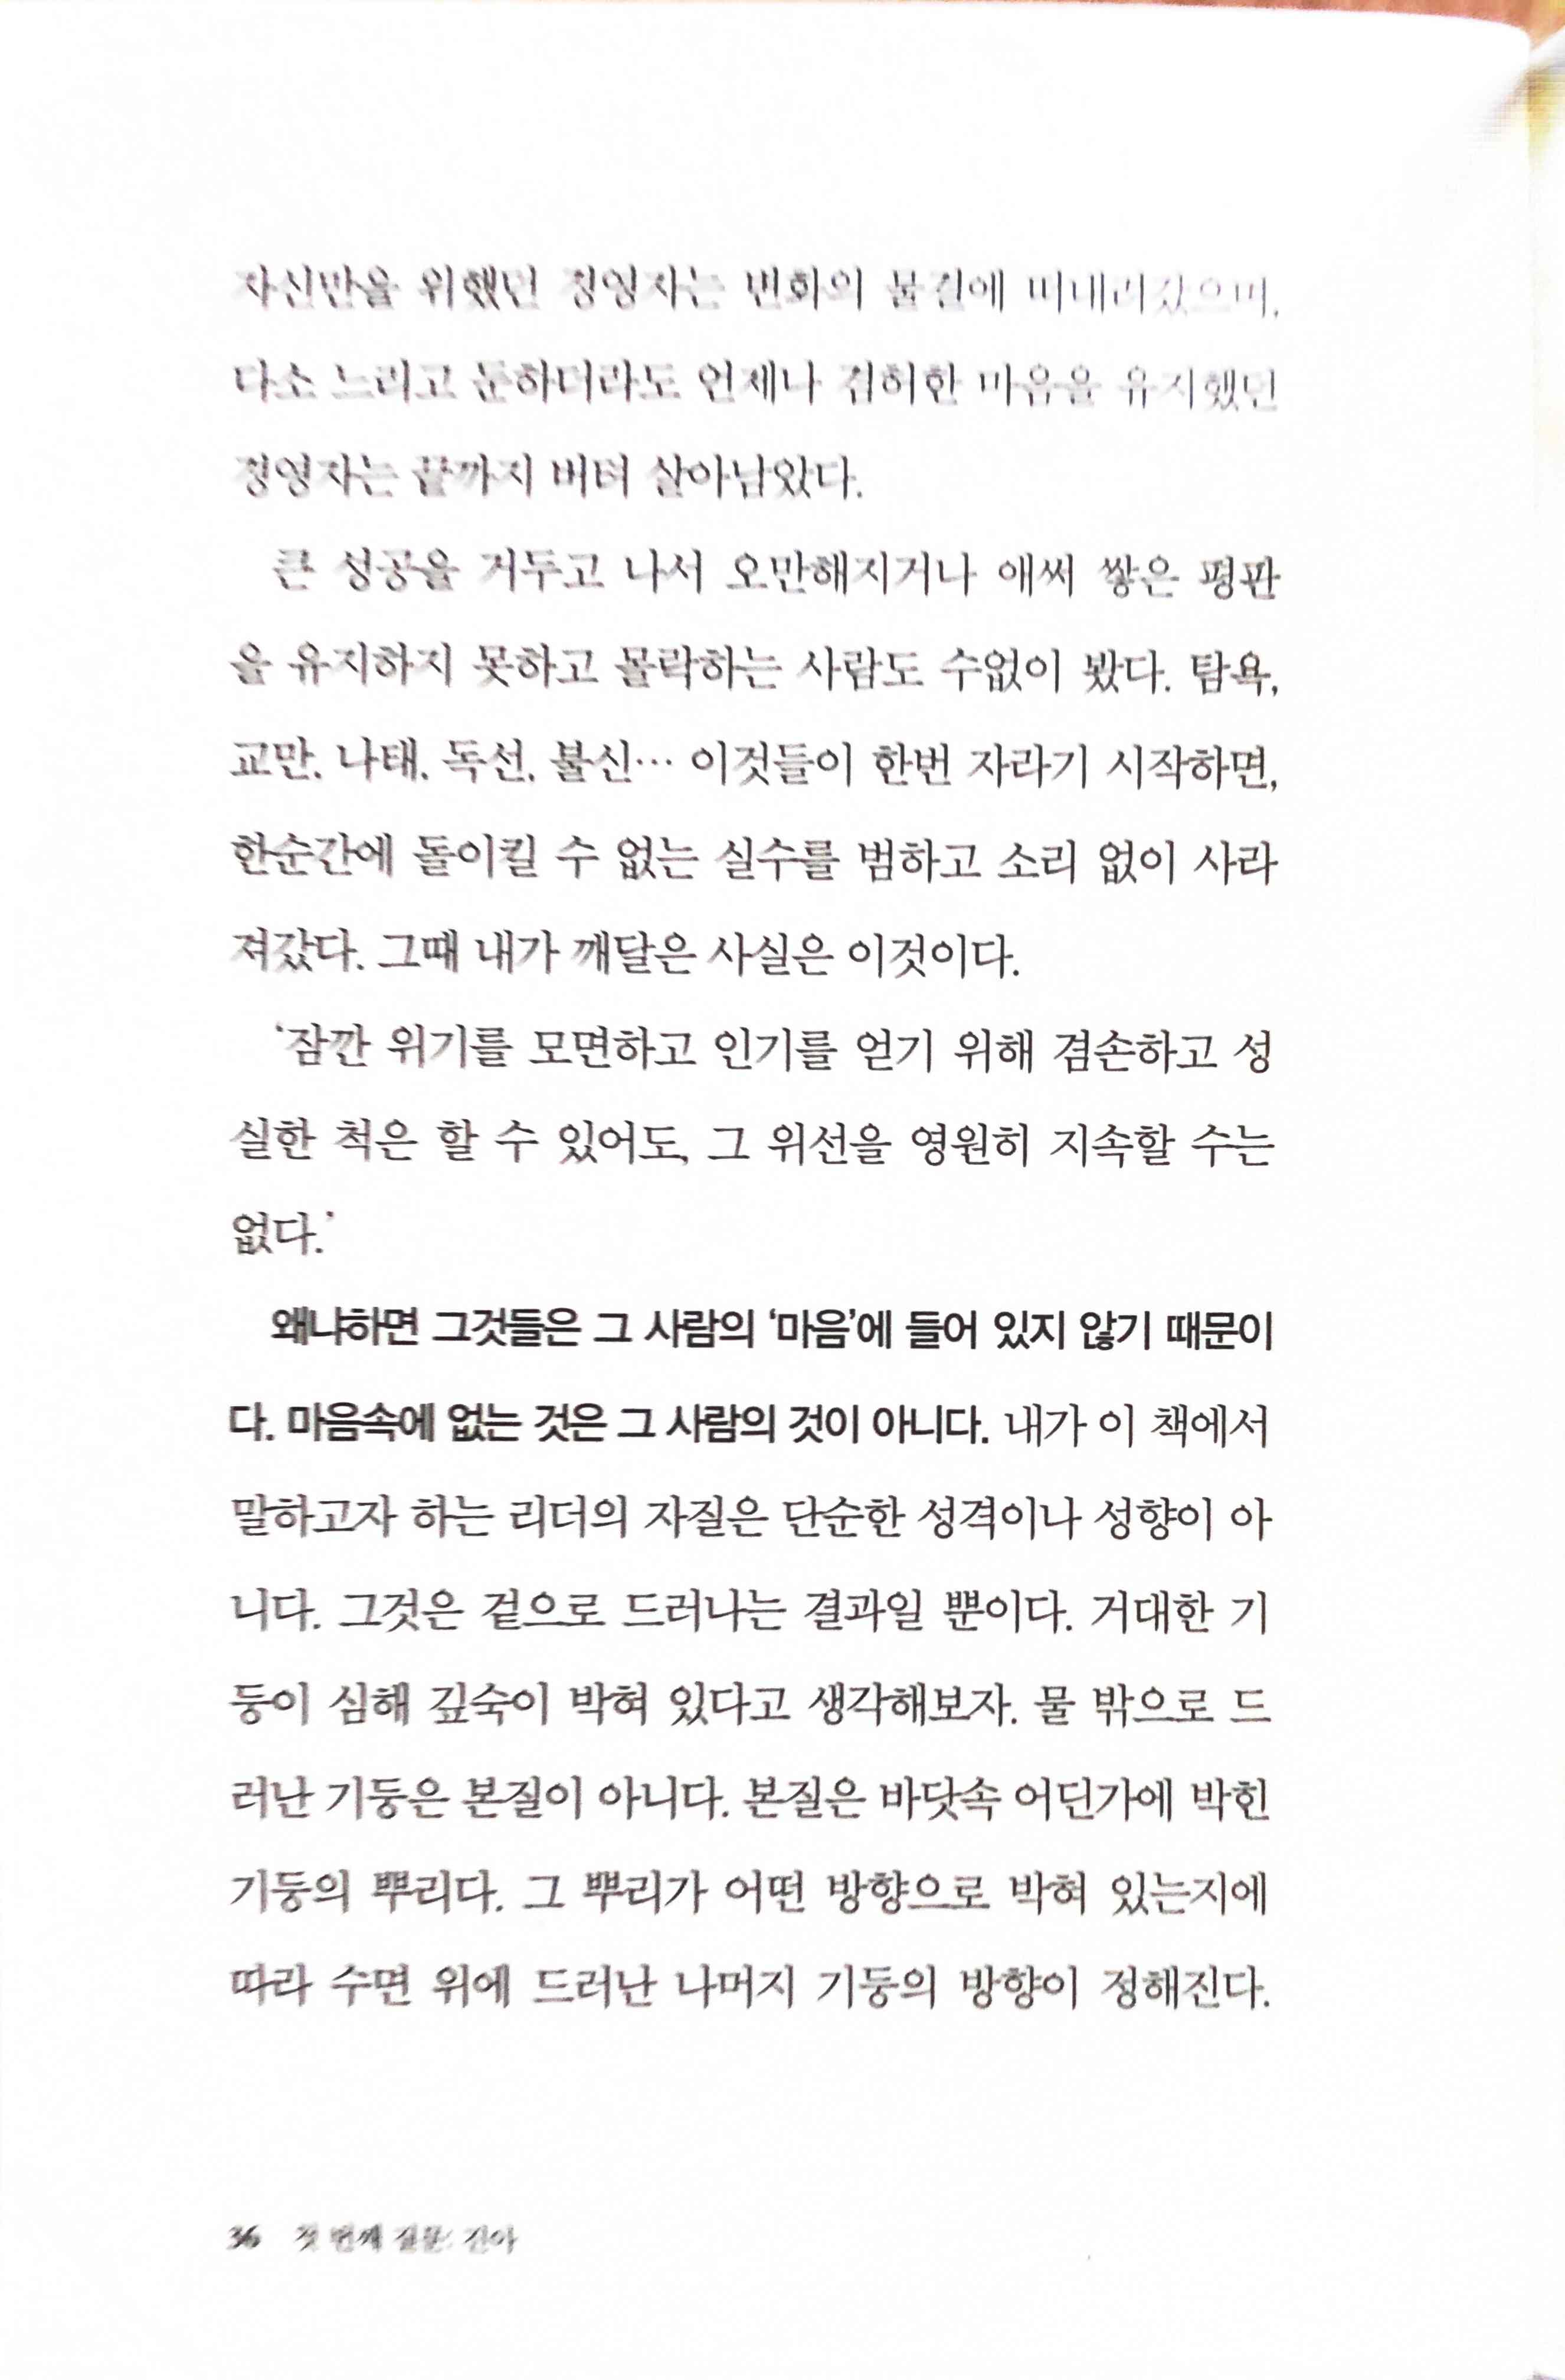 자신만을 위했던 경영자는 변화의 물결에 떠내려갔으며,
다소 느리고 둔하더라도 언제나 겸허한 마음을 유지했던
경영자는 끝까지 버텨 살아남았다.
큰 성공을 거두고 나서 오만해지거나 애써 쌓은 평판
을 유지하지 못하고 몰락하는 사람도 수없이 봤다. 탐욕,
교만, 나태, 독선, 불신… 이것들이 한번 자라기 시작하면,
한순간에 돌이킬 수 없는 실수를 범하고 소리 없이 사라
져갔다. 그때 내가 깨달은 사실은 이것이다.
‘잠깐 위기를 모면하고 인기를 얻기 위해 겸손하고 성
실한 척은 할 수 있어도, 그 위선을 영원히 지속할 수는
없다.’
왜냐하면 그것들은 그 사람의 ‘마음’에 들어 있지 않기 때문이
다. 마음속에 없는 것은 그 사람의 것이 아니다. 내가 이 책에서
말하고자 하는 리더의 자질은 단순한 성격이나 성향이 아
니다. 그것은 겉으로 드러나는 결과일 뿐이다. 거대한 기
둥이 심해 깊숙이 박혀 있다고 생각해보자. 물 밖으로 드
러난 기둥은 본질이 아니다. 본질은 바닷속 어딘가에 박힌
기둥의 뿌리다. 그 뿌리가 어떤 방향으로 박혀 있는지에
따라 수면 위에 드러난 나머지 기둥의 방향이 정해진다.
36 첫 번째 질문: